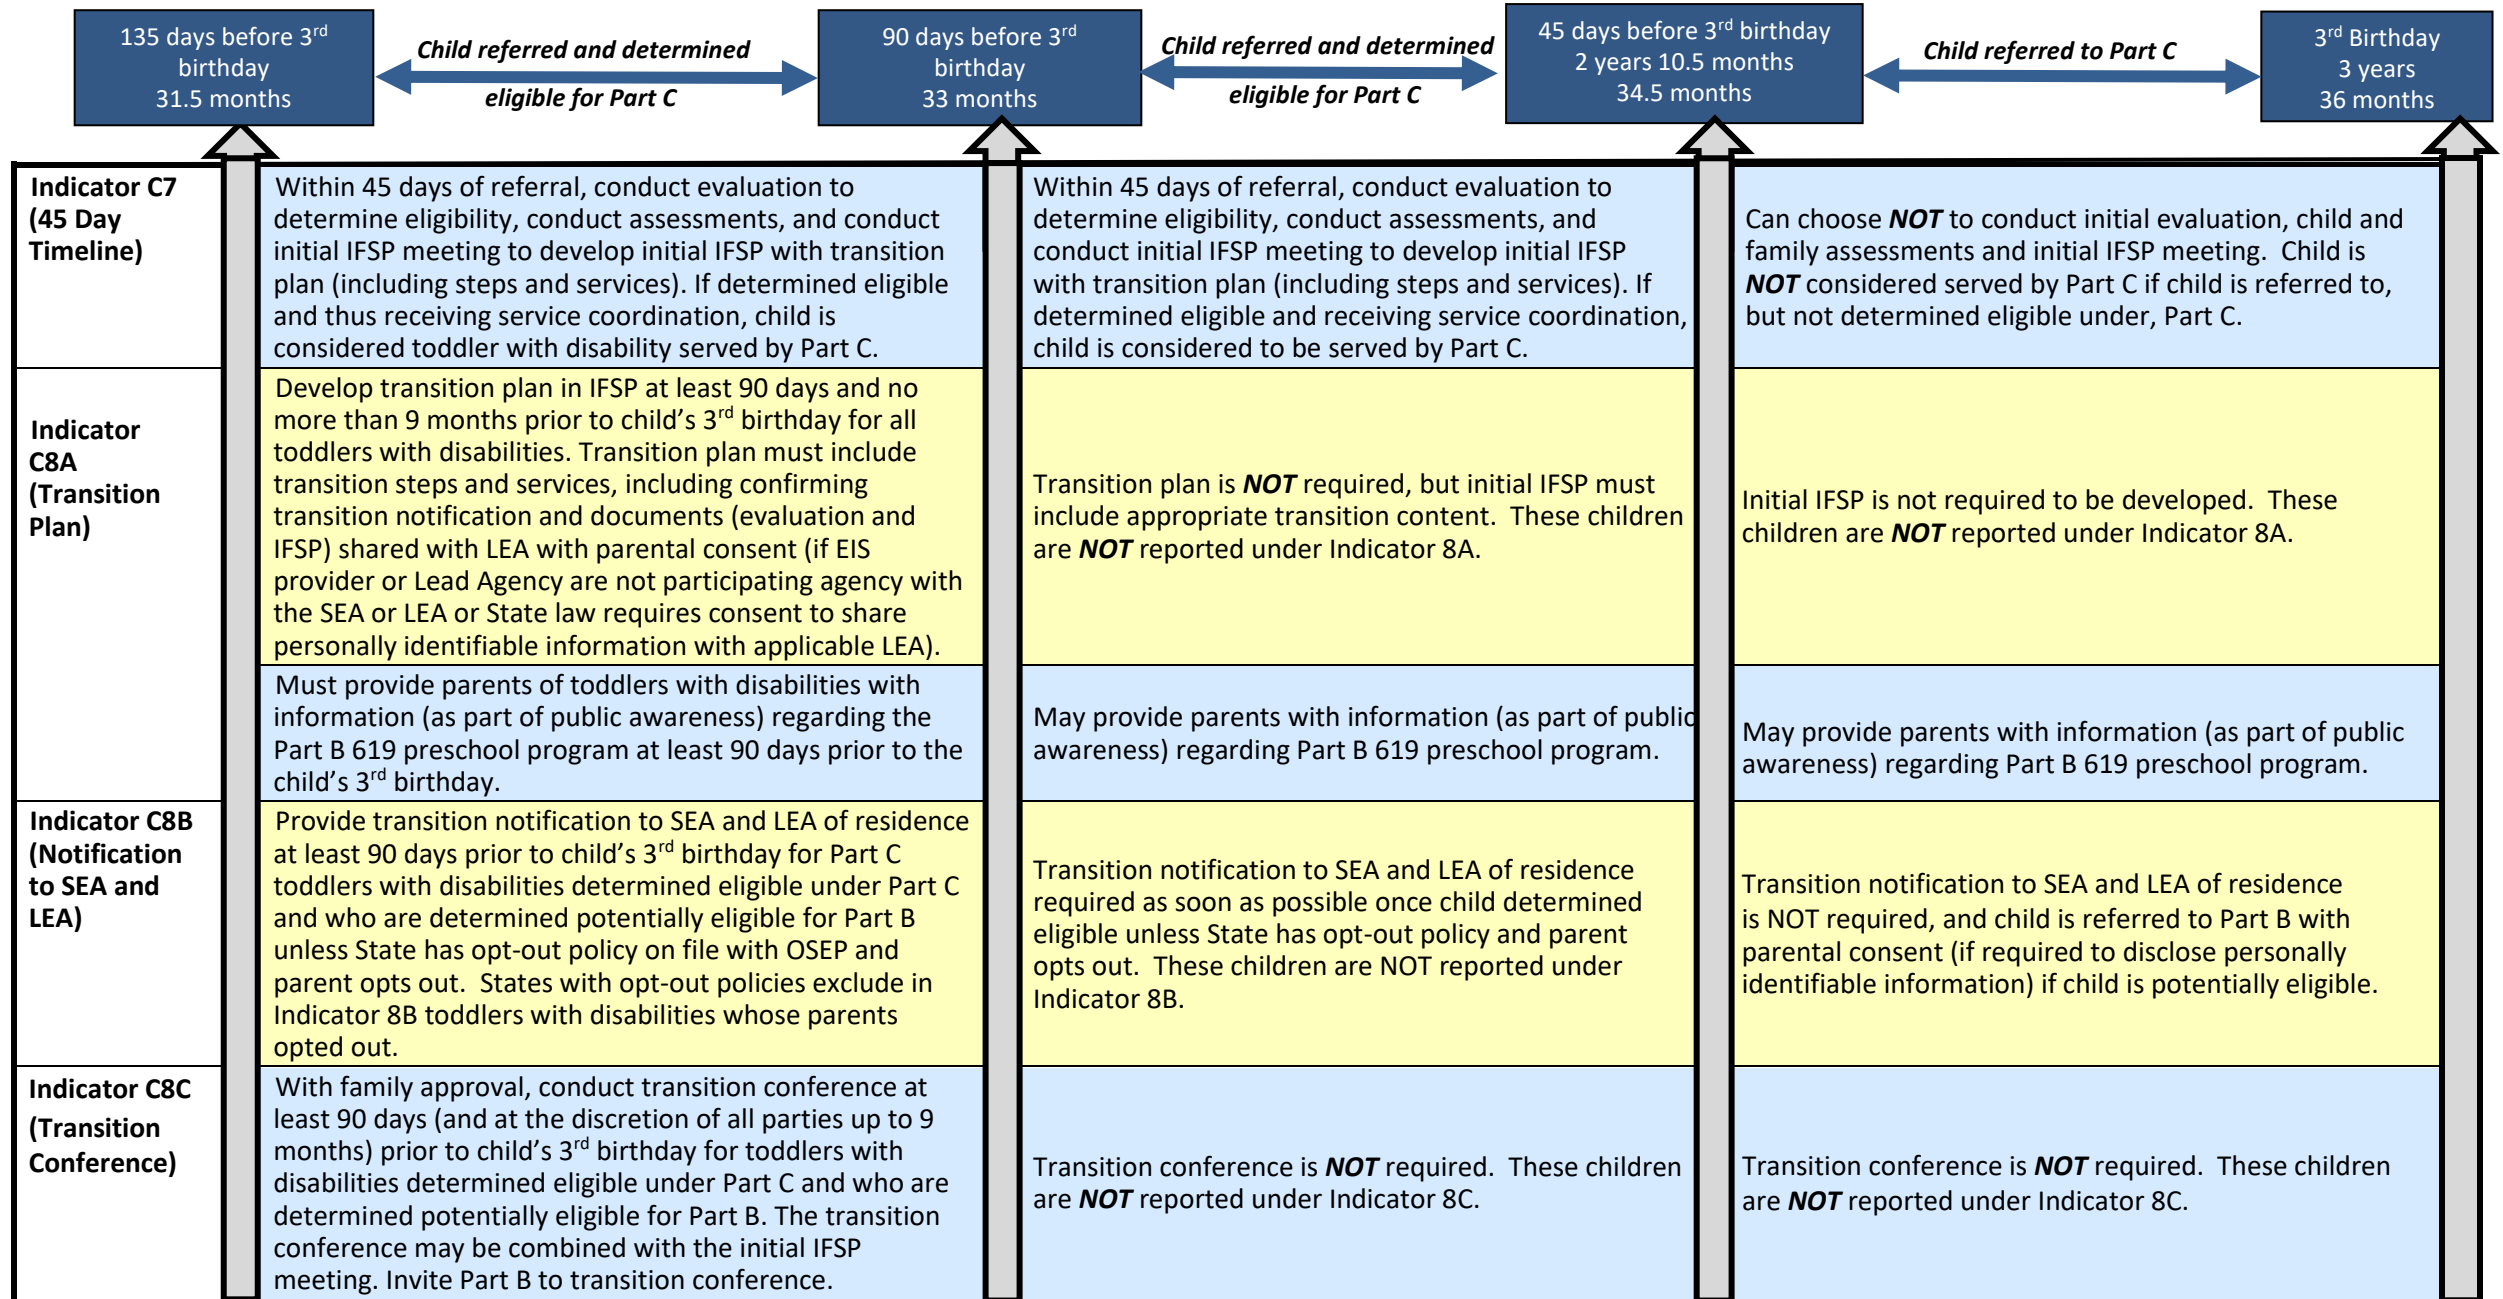 135 days before 3rd
birthday
31.5 months
Child referred and determined
eligible for Part C
90 days before 3rd
birthday
33 months
Child referred and determined
eligible for Part C
45 days before 3rd birthday
2 years 10.5 months
34.5 months
Child referred to Part C
3rd Birthday
3 years
36 months
Indicator C7
(45 Day
Timeline)
Within 45 days of referral, conduct evaluation to
determine eligibility, conduct assessments, and conduct
initial IFSP meeting to develop initial IFSP with transition
plan (including steps and services). If determined eligible
and thus receiving service coordination, child is
considered toddler with disability served by Part C.
Within 45 days of referral, conduct evaluation to
determine eligibility, conduct assessments, and
conduct initial IFSP meeting to develop initial IFSP
with transition plan (including steps and services). If
determined eligible and receiving service coordination,
child is considered to be served by Part C.
Can choose NOT to conduct initial evaluation, child and
family assessments and initial IFSP meeting.  Child is
NOT considered served by Part C if child is referred to,
but not determined eligible under, Part C.
Indicator
C8A
(Transition
Plan)
Develop transition plan in IFSP at least 90 days and no
more than 9 months prior to child’s 3rd birthday for all
toddlers with disabilities. Transition plan must include
transition steps and services, including confirming
transition notification and documents (evaluation and
IFSP) shared with LEA with parental consent (if EIS
provider or Lead Agency are not participating agency with
the SEA or LEA or State law requires consent to share
personally identifiable information with applicable LEA).
Transition plan is NOT required, but initial IFSP must
include appropriate transition content.  These children
are NOT reported under Indicator 8A.
Initial IFSP is not required to be developed.  These
children are NOT reported under Indicator 8A.
Must provide parents of toddlers with disabilities with
information (as part of public awareness) regarding the
Part B 619 preschool program at least 90 days prior to the
child’s 3rd birthday.
May provide parents with information (as part of public
awareness) regarding Part B 619 preschool program.
May provide parents with information (as part of public
awareness) regarding Part B 619 preschool program.
Indicator C8B
(Notification
to SEA and
LEA)
Provide transition notification to SEA and LEA of residence
at least 90 days prior to child’s 3rd birthday for Part C
toddlers with disabilities determined eligible under Part C
and who are determined potentially eligible for Part B
unless State has opt-out policy on file with OSEP and
parent opts out.  States with opt-out policies exclude in
Indicator 8B toddlers with disabilities whose parents
opted out.
Transition notification to SEA and LEA of residence
required as soon as possible once child determined
eligible unless State has opt-out policy and parent
opts out.  These children are NOT reported under
Indicator 8B.
Transition notification to SEA and LEA of residence
is NOT required, and child is referred to Part B with
parental consent (if required to disclose personally
identifiable information) if child is potentially eligible.
Indicator C8C
(Transition
Conference)
With family approval, conduct transition conference at
least 90 days (and at the discretion of all parties up to 9
months) prior to child’s 3rd birthday for toddlers with
disabilities determined eligible under Part C and who are
determined potentially eligible for Part B. The transition
conference may be combined with the initial IFSP
meeting. Invite Part B to transition conference.
Transition conference is NOT required.  These children
are NOT reported under Indicator 8C.
Transition conference is NOT required.  These children
are NOT reported under Indicator 8C.